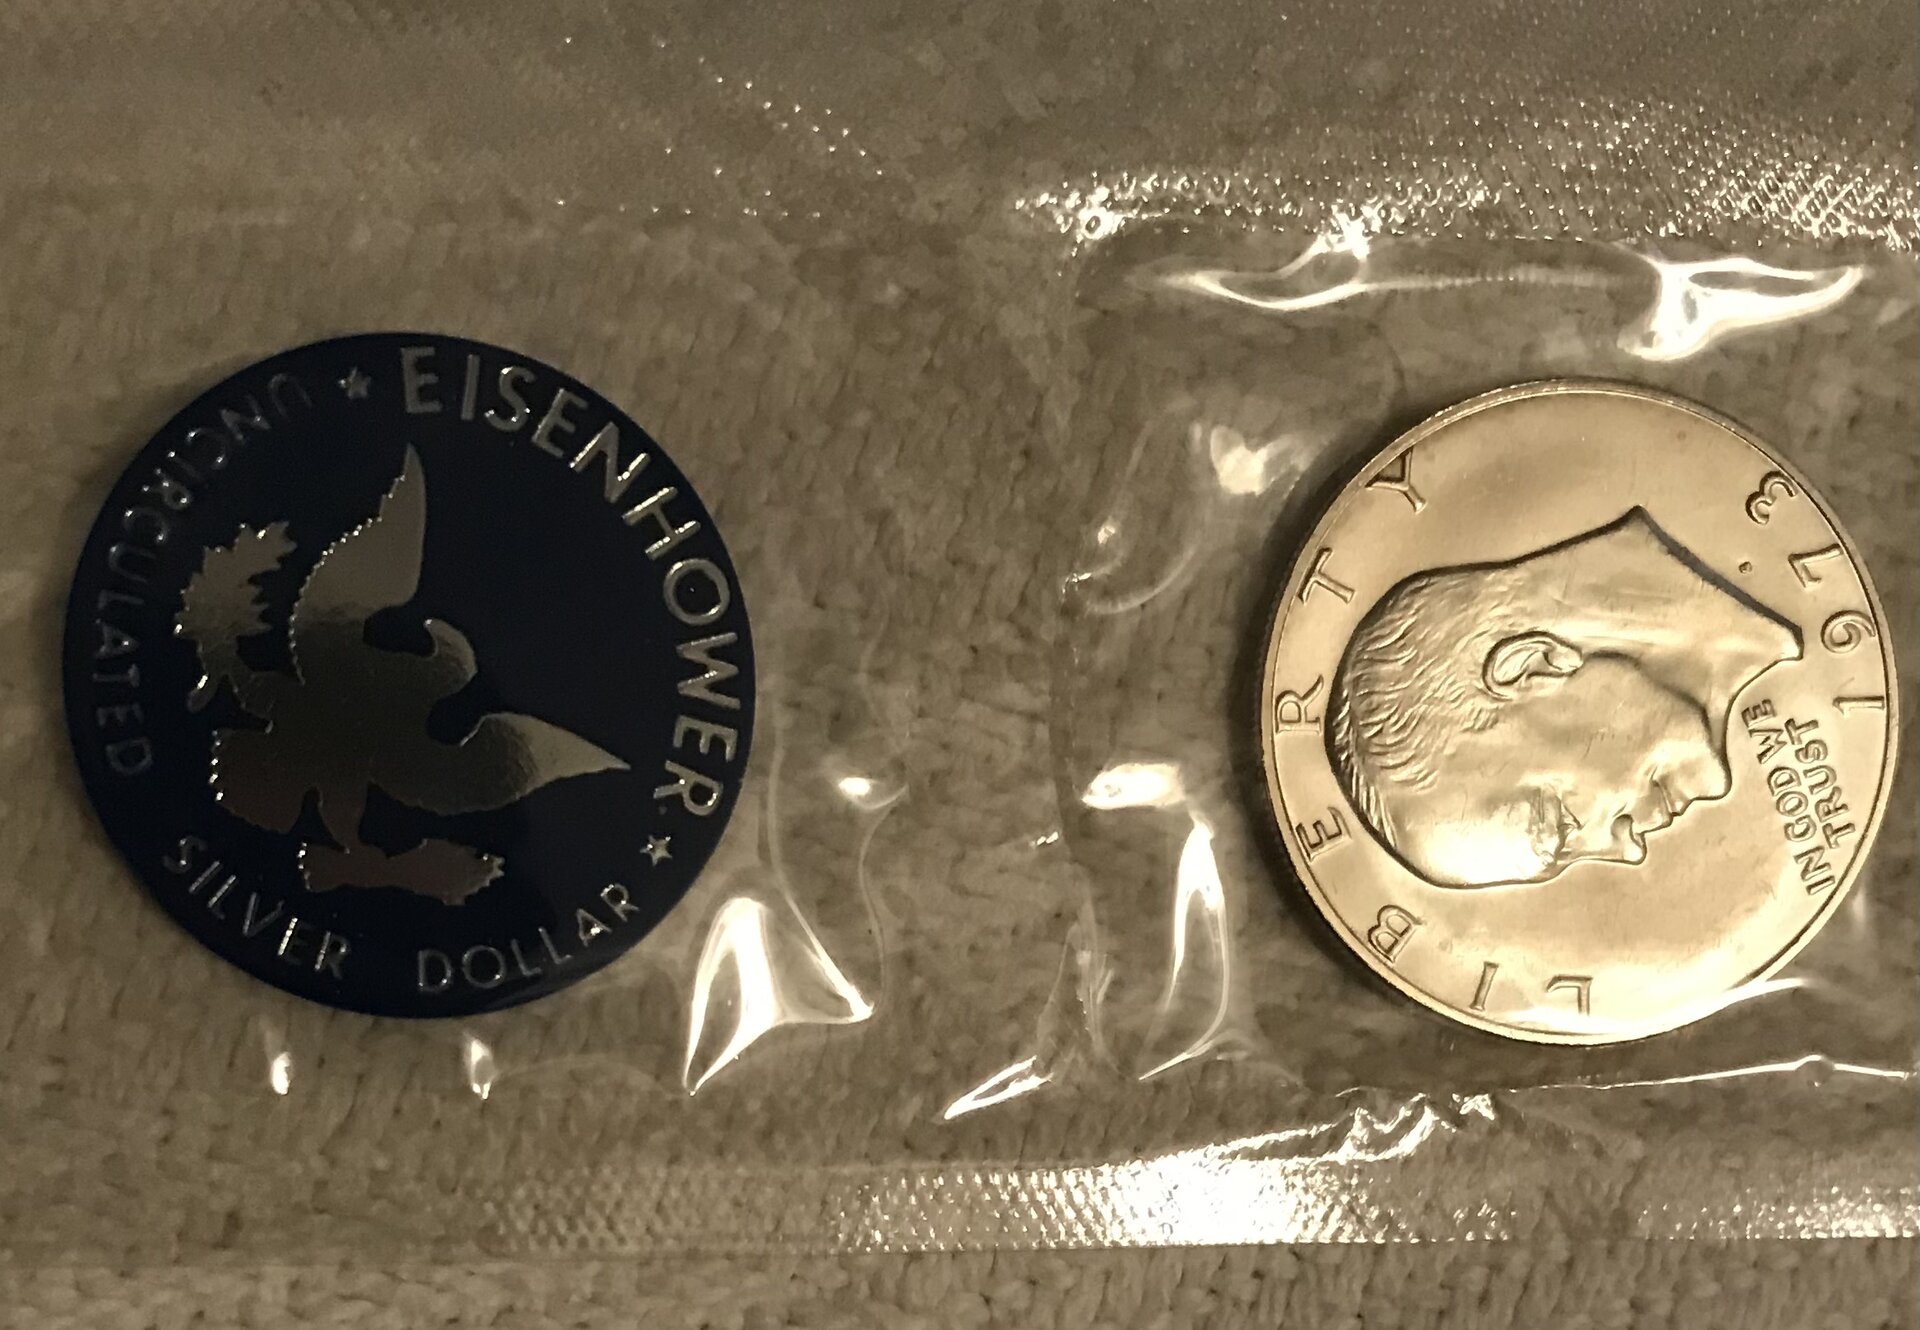 EISENHOWER
UNCIRCULATED
SILVER DOLLAR
LIBERTY
IN GOD WE
TRUST
1973